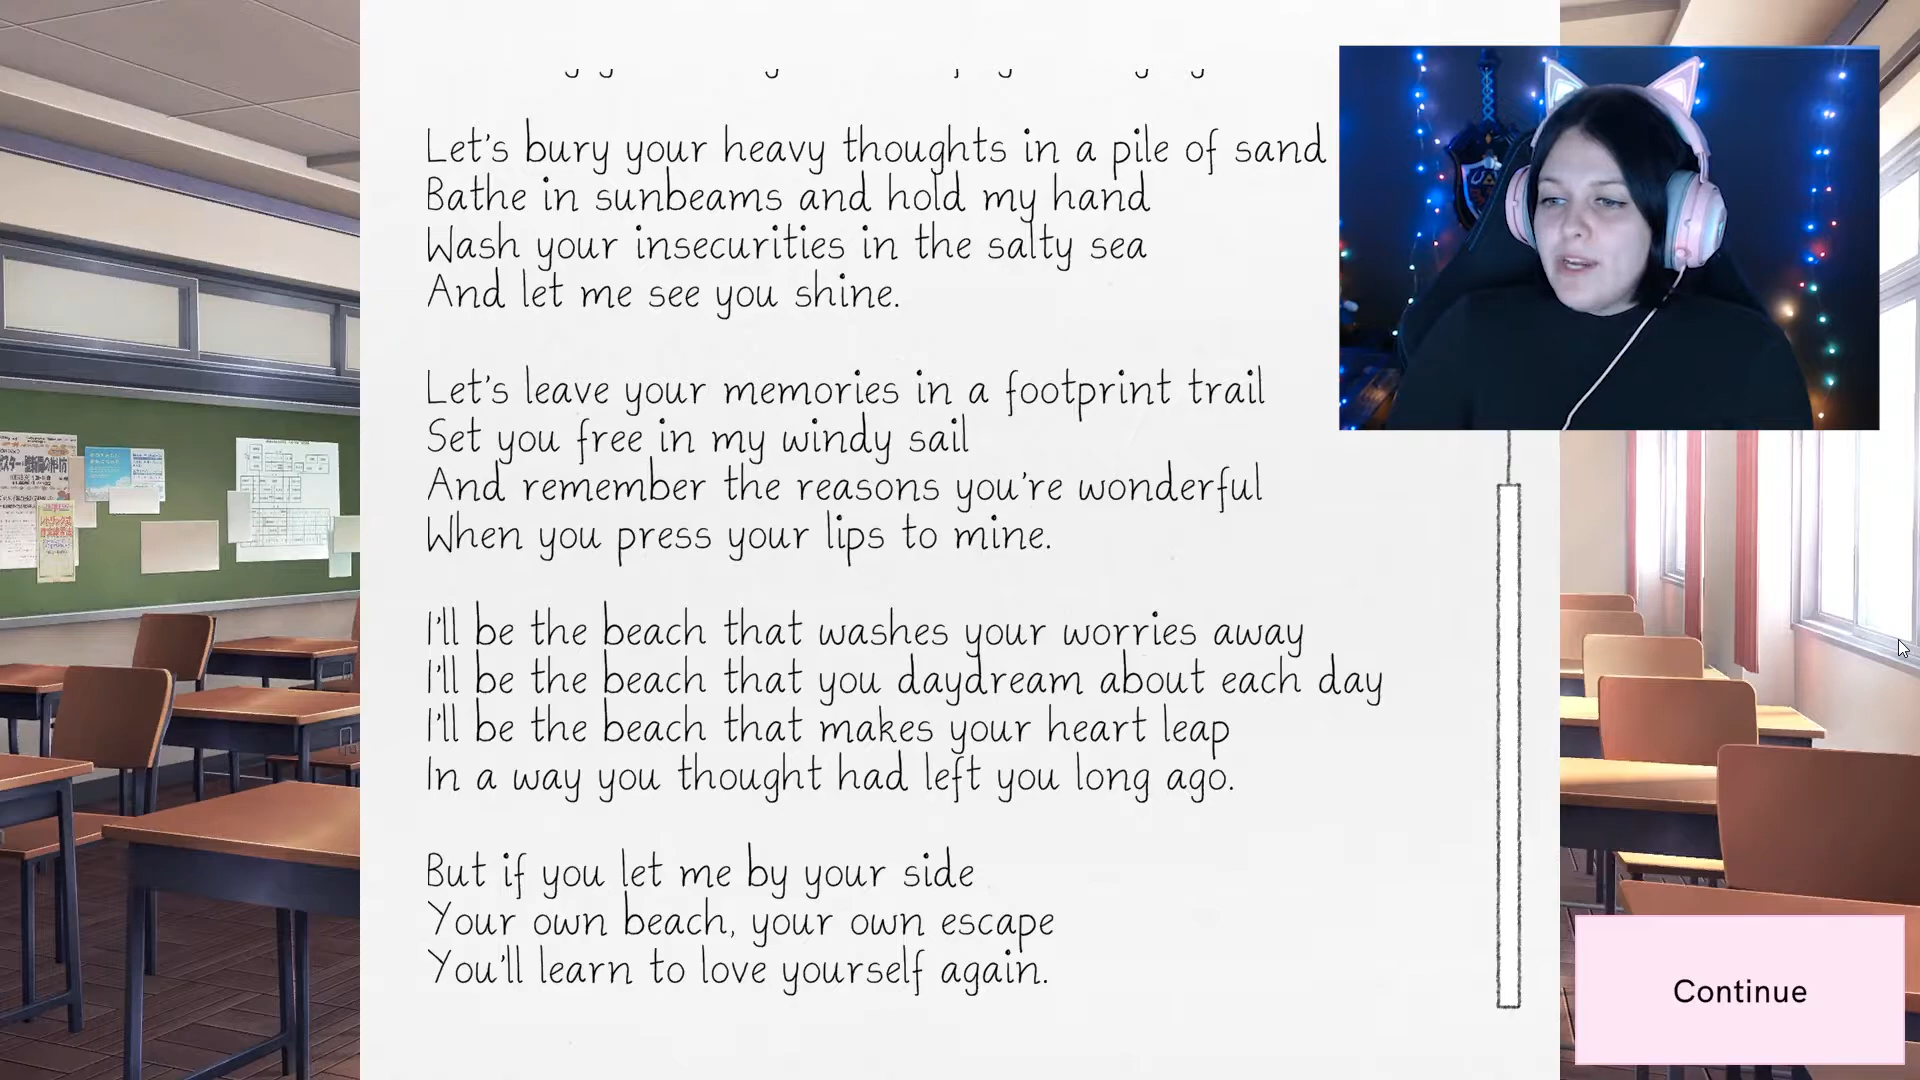 Let's bury your heavy thoughts in a pile of sand
Bathe in sunbeams and hold my hand
Wash your insecurities in the salty sea
And let me see you shine.
Let's leave your memories in a footprint trail
Set you free in my windy sail
And remember the reasons you're wonderful
When you press your lips to mine.
I'll be the beach that washes your worries away
I'll be the beach that you daydream about each day
I'll be the beach that makes your heart leap
In a way you thought had left you long ago.
But if you let me by your side
Your own beach, your own escape
You'll learn to love yourself again.
Continue